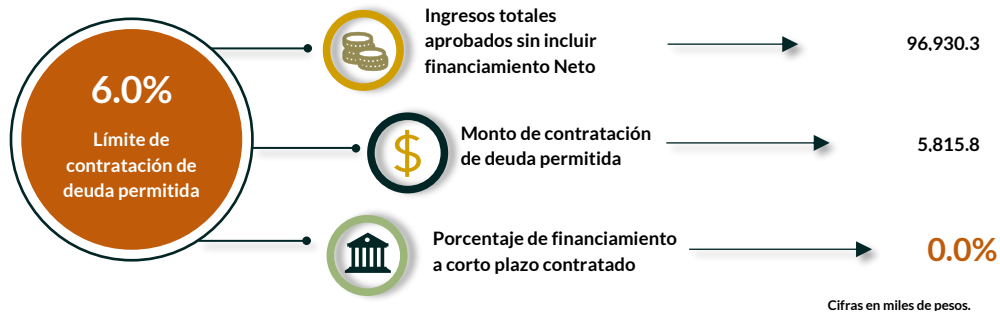 6.0%
Límite de
contratación de
deuda permitida
Ingresos totales
aprobados sin incluir
financiamiento Neto
96,930.3
$
Monto de contratación
de deuda permitida
5,815.8
Porcentaje de financiamiento
a corto plazo contratado
0.0%
Cifras en miles de pesos.